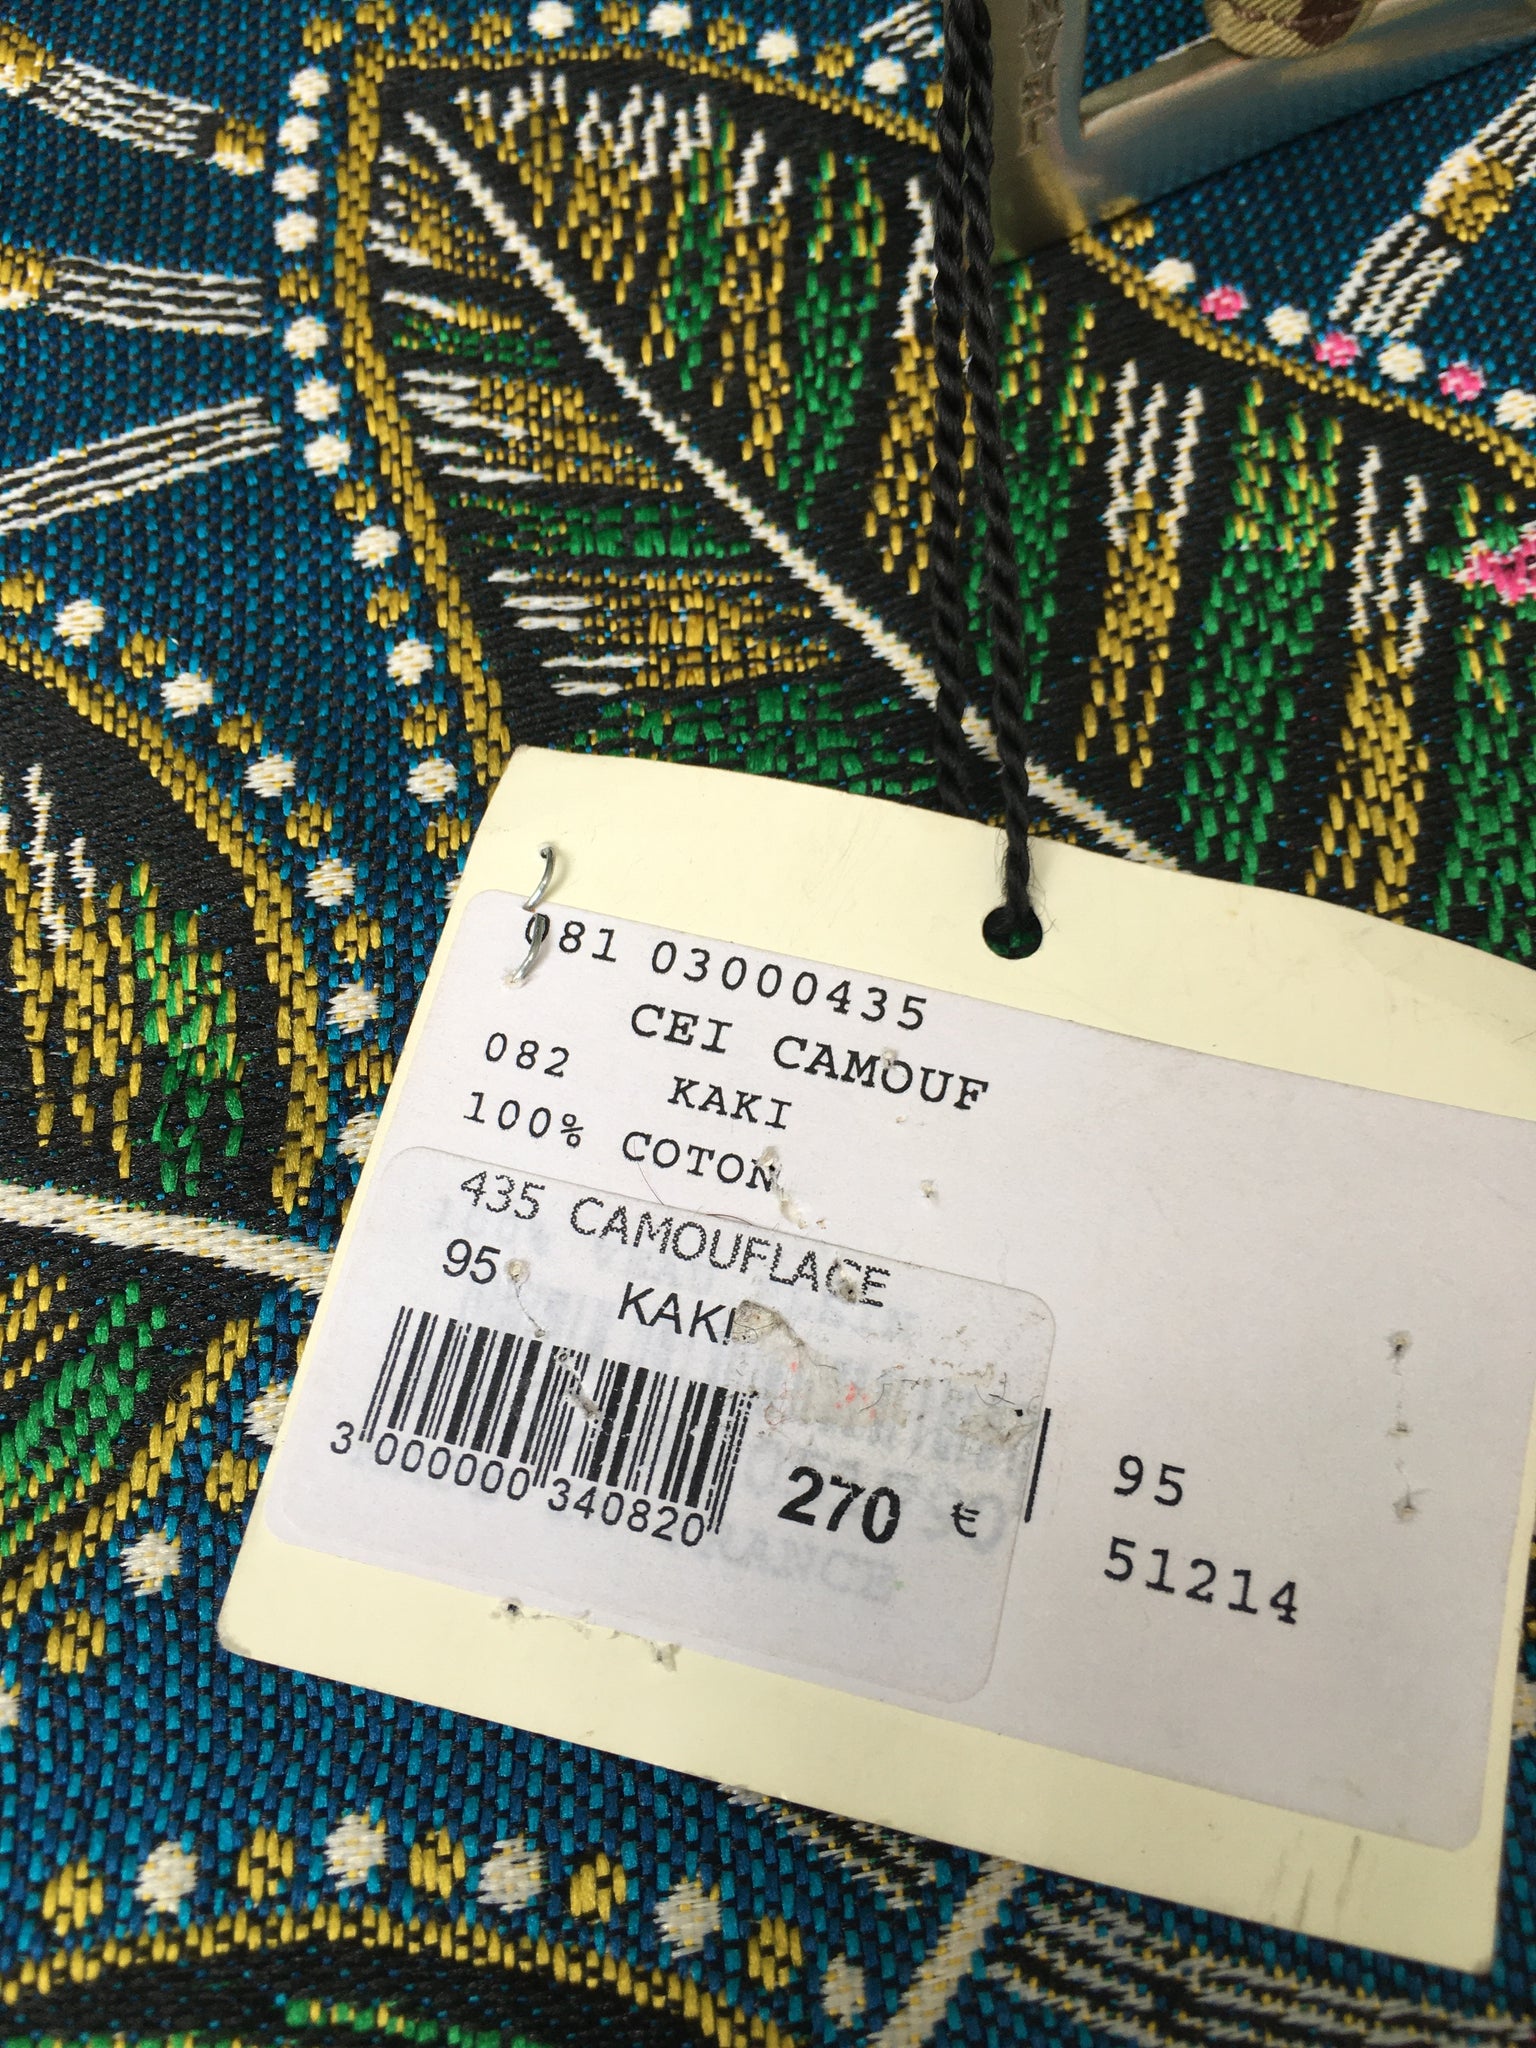 081 03000435
CEI CAMOUF
082 KAKI
100% COTON
435 CAMOUFLAGE
95 KAKI
3 000000 340820
270 €
95
51214